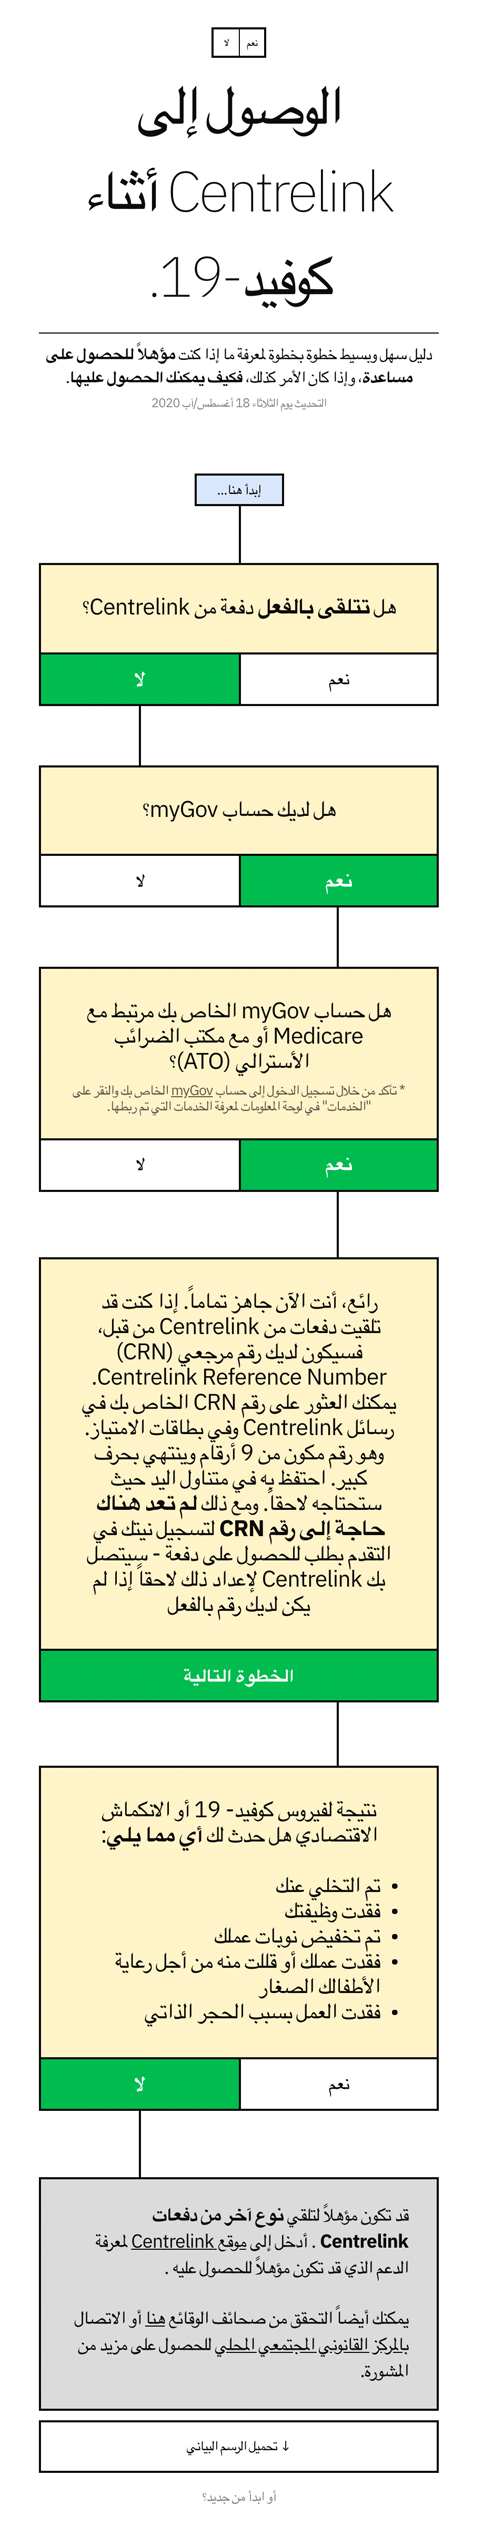 نعم لا
الوصول إلى
Centrelink أثناء
كوفيد-19.
دليل سهل وبسيط خطوة بخطوة لمعرفة ما إذا كنت مؤهلاً للحصول على
مساعدة، وإذا كان الأمر كذلك، فكيف يمكنك الحصول عليها.
التحديث يوم الثلاثاء 18 أغسطس/آب 2020
إبدأ هنا...
هل تتلقى بالفعل دفعة من Centrelink؟
نعم لا
هل لديك حساب myGov؟
نعم لا
هل حساب myGov الخاص بك مرتبط مع
Medicare أو مع مكتب الضرائب
الأسترالي (ATO)؟
* تأكد من خلال تسجيل الدخول إلى حساب myGov الخاص بك والنقر على
"الخدمات" في لوحة المعلومات لمعرفة الخدمات التي تم ربطها.
نعم لا
رائع، أنت الآن جاهز تماماً. إذا كنت قد
تلقيت دفعات من Centrelink من قبل،
فسيكون لديك رقم مرجعي (CRN)
Centrelink Reference Number.
يمكنك العثور على رقم CRN الخاص بك في
رسائل Centrelink وفي بطاقات الامتياز.
وهو رقم مكون من 9 أرقام وينتهي بحرف
كبير. احتفظ به في متناول اليد حيث
ستحتاجه لاحقاً. ومع ذلك لم تعد هناك
حاجة إلى رقم CRN لتسجيل نيتك في
التقدم بطلب للحصول على دفعة - سيتصل
بك Centrelink لإعداد ذلك لاحقاً إذا لم
يكن لديك رقم بالفعل
الخطوة التالية
نتيجة لفيروس كوفيد- 19 أو الانكماش
الاقتصادي هل حدث لك أي مما يلي:
• تم التخلي عنك
• فقدت وظيفتك
• تم تخفيض نوبات عملك
• فقدت عملك أو قللت منه من أجل رعاية
الأطفالك الصغار
• فقدت العمل بسبب الحجر الذاتي
نعم لا
قد تكون مؤهلاً لتلقي نوع آخر من دفعات
Centrelink . أدخل إلى موقع Centrelink لمعرفة
الدعم الذي قد تكون مؤهلاً للحصول عليه .
يمكنك أيضاً التحقق من صحائف الوقائع هنا أو الاتصال
بالمركز القانوني المجتمعي المحلي للحصول على مزيد من
المشورة.
↓ تحميل الرسم البياني
أو ابدأ من جديد؟